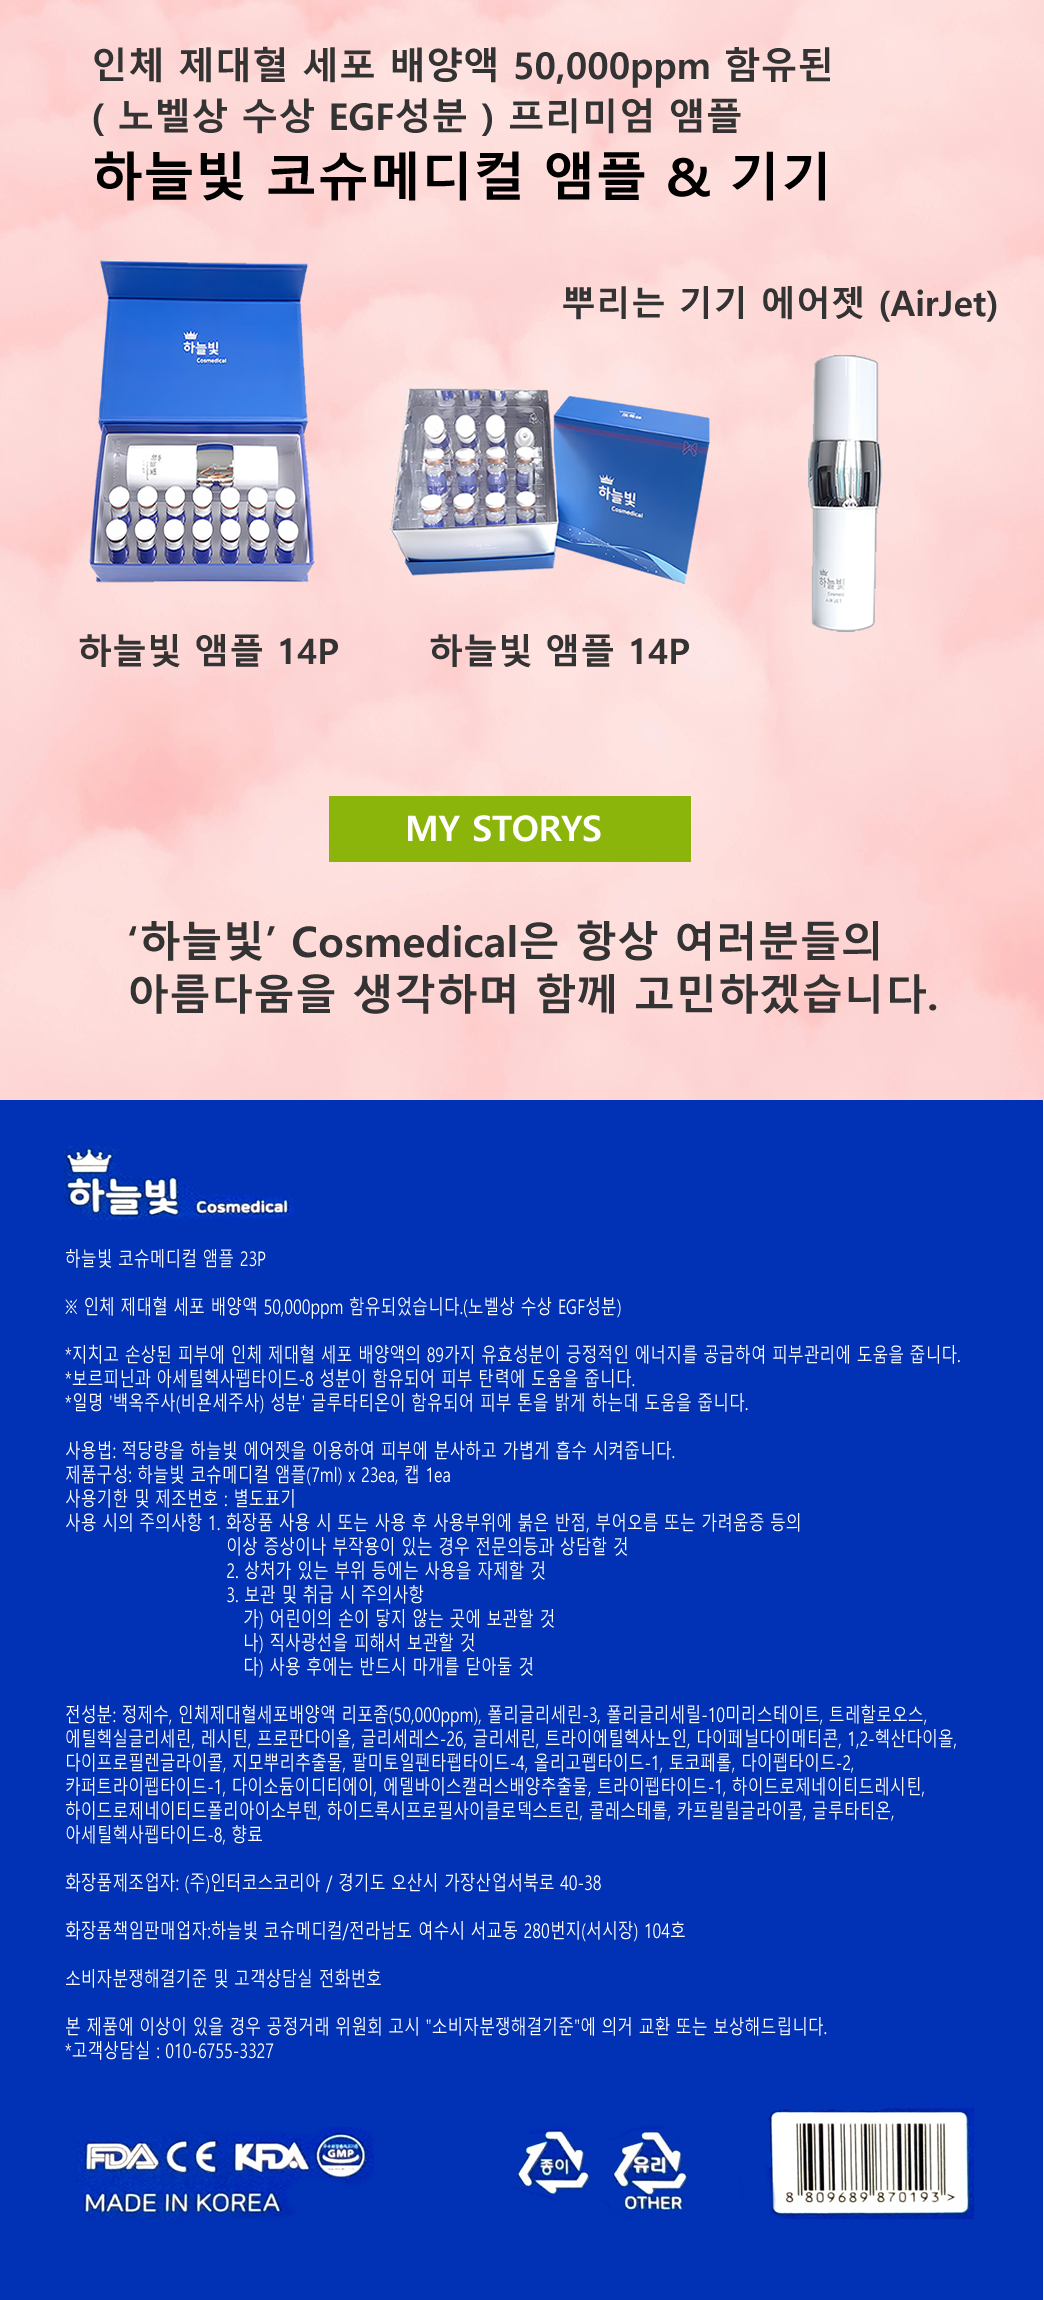 인체 제대혈 세포 배양액 50,000ppm 함유된
( 노벨상 수상 EGF성분 ) 프리미엄 앰플
하늘빛 코슈메디컬 앰플 & 기기
뿌리는 기기 에어젯 (AirJet)
하늘빛
Cosmedical
하늘빛
Cosmedical
하늘빛
AIR JET
하늘빛 앰플 14P
하늘빛 앰플 14P
MY STORYS
‘하늘빛’ Cosmedical은 항상 여러분들의
아름다움을 생각하며 함께 고민하겠습니다.
하늘빛 Cosmedical
하늘빛 코슈메디컬 앰플 23P
※ 인체 제대혈 세포 배양액 50,000ppm 함유되었습니다.(노벨상 수상 EGF성분)
*지치고 손상된 피부에 인체 제대혈 세포 배양액의 89가지 유효성분이 긍정적인 에너지를 공급하여 피부관리에 도움을 줍니다.
*보르피닌과 아세틸헥사펩타이드-8 성분이 함유되어 피부 탄력에 도움을 줍니다.
*일명 '백옥주사(비욘세주사) 성분' 글루타티온이 함유되어 피부 톤을 밝게 하는데 도움을 줍니다.
사용법: 적당량을 하늘빛 에어젯을 이용하여 피부에 분사하고 가볍게 흡수 시켜줍니다.
제품구성: 하늘빛 코슈메디컬 앰플(7ml) x 23ea, 캡 1ea
사용기한 및 제조번호 : 별도표기
사용 시의 주의사항 1. 화장품 사용 시 또는 사용 후 사용부위에 붉은 반점, 부어오름 또는 가려움증 등의
이상 증상이나 부작용이 있는 경우 전문의등과 상담할 것
2. 상처가 있는 부위 등에는 사용을 자제할 것
3. 보관 및 취급 시 주의사항
가) 어린이의 손이 닿지 않는 곳에 보관할 것
나) 직사광선을 피해서 보관할 것
다) 사용 후에는 반드시 마개를 닫아둘 것
전성분: 정제수, 인체제대혈세포배양액 리포좀(50,000ppm), 폴리글리세린-3, 폴리글리세릴-10미리스테이트, 트레할로오스,
에틸헥실글리세린, 레시틴, 프로판다이올, 글리세레스-26, 글리세린, 트라이에틸헥사노인, 다이페닐다이메티콘, 1,2-헥산다이올,
다이프로필렌글라이콜, 지모뿌리추출물, 팔미토일펜타펩타이드-4, 올리고펩타이드-1, 토코페롤, 다이펩타이드-2,
카퍼트라이펩타이드-1, 다이소듐이디티에이, 에델바이스캘러스배양추출물, 트라이펩타이드-1, 하이드로제네이티드레시틴,
하이드로제네이티드폴리아이소부텐, 하이드록시프로필사이클로덱스트린, 콜레스테롤, 카프릴릴글라이콜, 글루타티온,
아세틸헥사펩타이드-8, 향료
화장품제조업자: (주)인터코스코리아 / 경기도 오산시 가장산업서북로 40-38
화장품책임판매업자:하늘빛 코슈메디컬/전라남도 여수시 서교동 280번지(서시장) 104호
소비자분쟁해결기준 및 고객상담실 전화번호
본 제품에 이상이 있을 경우 공정거래 위원회 고시 "소비자분쟁해결기준"에 의거 교환 또는 보상해드립니다.
*고객상담실 : 010-6755-3327
FDA CE KFDA GMP
MADE IN KOREA
종이
유리
OTHER
8 809689 870193 >